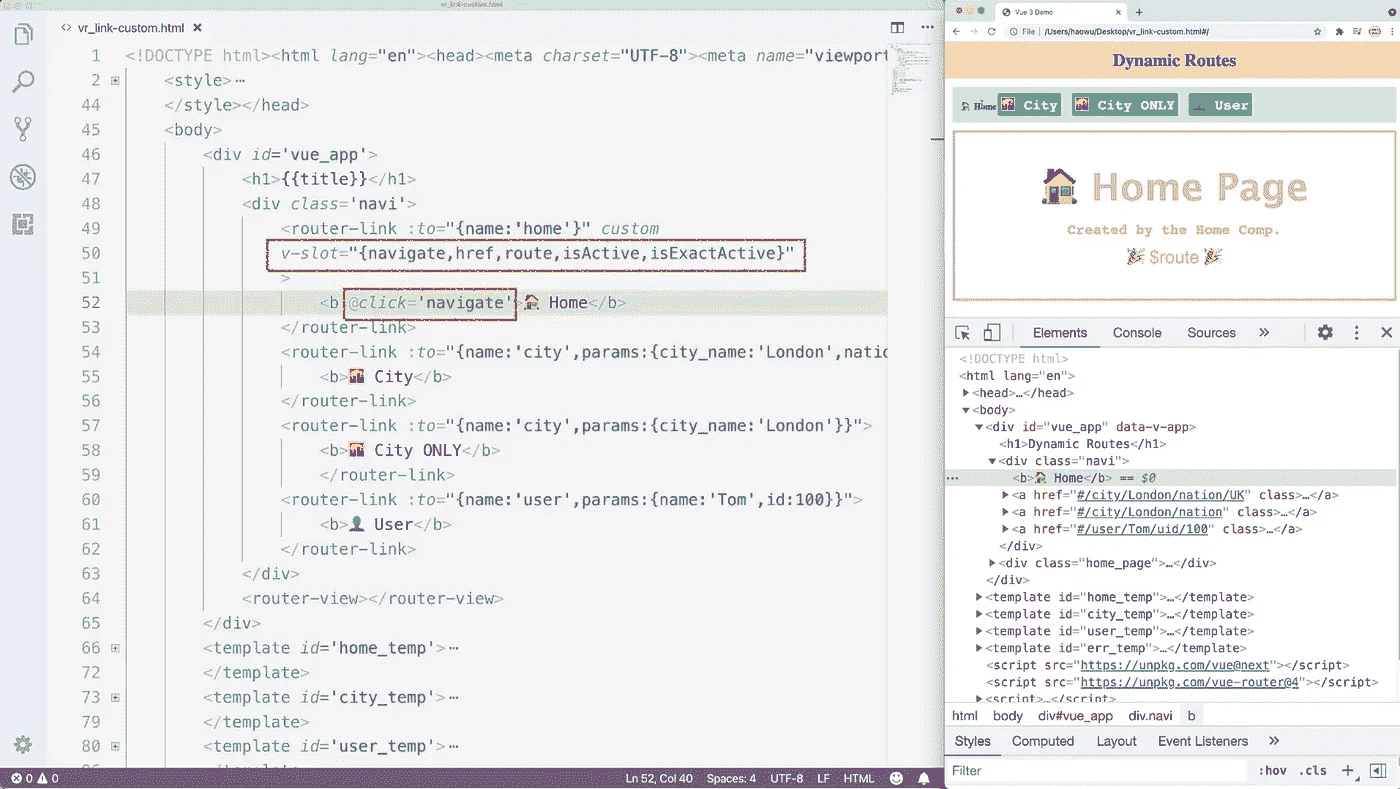 vr_link-custom.html
vr_link-custom.html
1 <!DOCTYPE html><html lang="en"><head><meta charset="UTF-8"><meta name="viewport
2 <style>
44 </style></head>
45 <body>
46 <div id='vue_app'>
47 <h1>{{title}}</h1>
48 <div class='navi'>
49 <router-link :to="{name:'home'}" custom
50 v-slot="{navigate,href,route,isActive,isExactActive}"
51 >
52 <b @click='navigate'>🏠 Home</b>
53 </router-link>
54 <router-link :to="{name:'city',params:{city_name:'London',natio
55 <b>🌇 City</b>
56 </router-link>
57 <router-link :to="{name:'city',params:{city_name:'London'}}">
58 <b>🌇 City ONLY</b>
59 </router-link>
60 <router-link :to="{name:'user',params:{name:'Tom',id:100}}">
61 <b>👤 User</b>
62 </router-link>
63 </div>
64 <router-view></router-view>
65 </div>
66 <template id='home_temp'>
72 </template>
73 <template id='city_temp'>
79 </template>
80 <template id='user_temp'>
0 0
Ln 52, Col 40 Spaces: 4 UTF-8 LF HTML
Vue 3 Demo
File | /Users/haowu/Desktop/vr_link-custom.html#/
Dynamic Routes
🏠 Home 🌇 City 🌇 City ONLY User
🏠 Home Page
Created by the Home Comp.
🎉 $route 🎉
Elements Console Sources »
<!DOCTYPE html>
<html lang="en">
<head>…</head>
<body>
<div id="vue_app" data-v-app>
<h1>Dynamic Routes</h1>
<div class="navi">
<b>🏠 Home</b> == $0
<a href="#/city/London/nation/UK" class>…</a>
<a href="#/city/London/nation" class>…</a>
<a href="#/user/Tom/uid/100" class>…</a>
</div>
<div class="home_page">…</div>
</div>
<template id="home_temp">…</template>
<template id="city_temp">…</template>
<template id="user_temp">…</template>
<template id="err_temp">…</template>
<script src="https://unpkg.com/vue@next"></script>
<script src="https://unpkg.com/vue-router@4"></script>
<script>…</script>
html body div#vue_app div.navi b
Styles Computed Layout Event Listeners »
Filter :hov .cls +